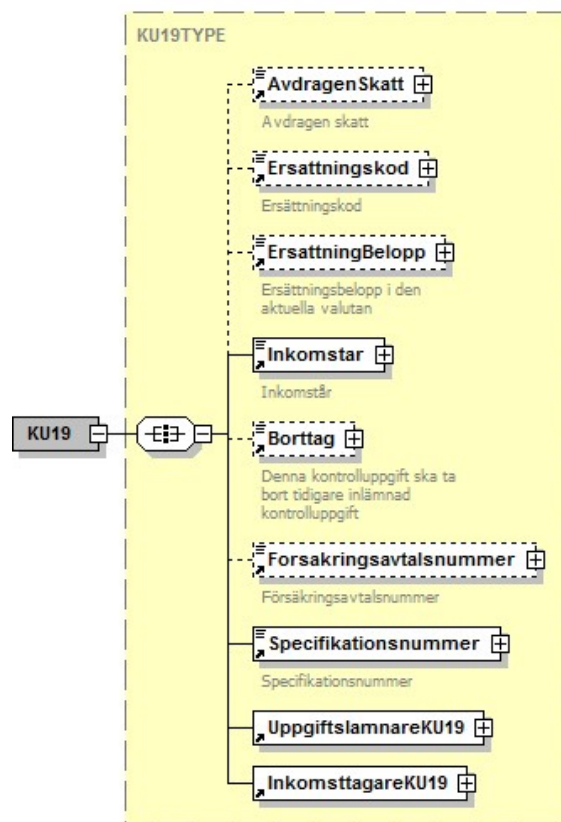 KU19TYPE
AvdragenSkatt
Avdragen skatt
Ersattningskod
Ersättningskod
ErsattningBelopp
Ersättningsbelopp i den
aktuella valutan
Inkomstar
Inkomstår
KU19
Borttag
Denna kontrolluppgift ska ta
bort tidigare inlämnad
kontrolluppgift
Forsakringsavtalsnummer
Försäkringsavtalsnummer
Specifikationsnummer
Specifikationsnummer
UppgiftslamnareKU19
InkomsttagareKU19